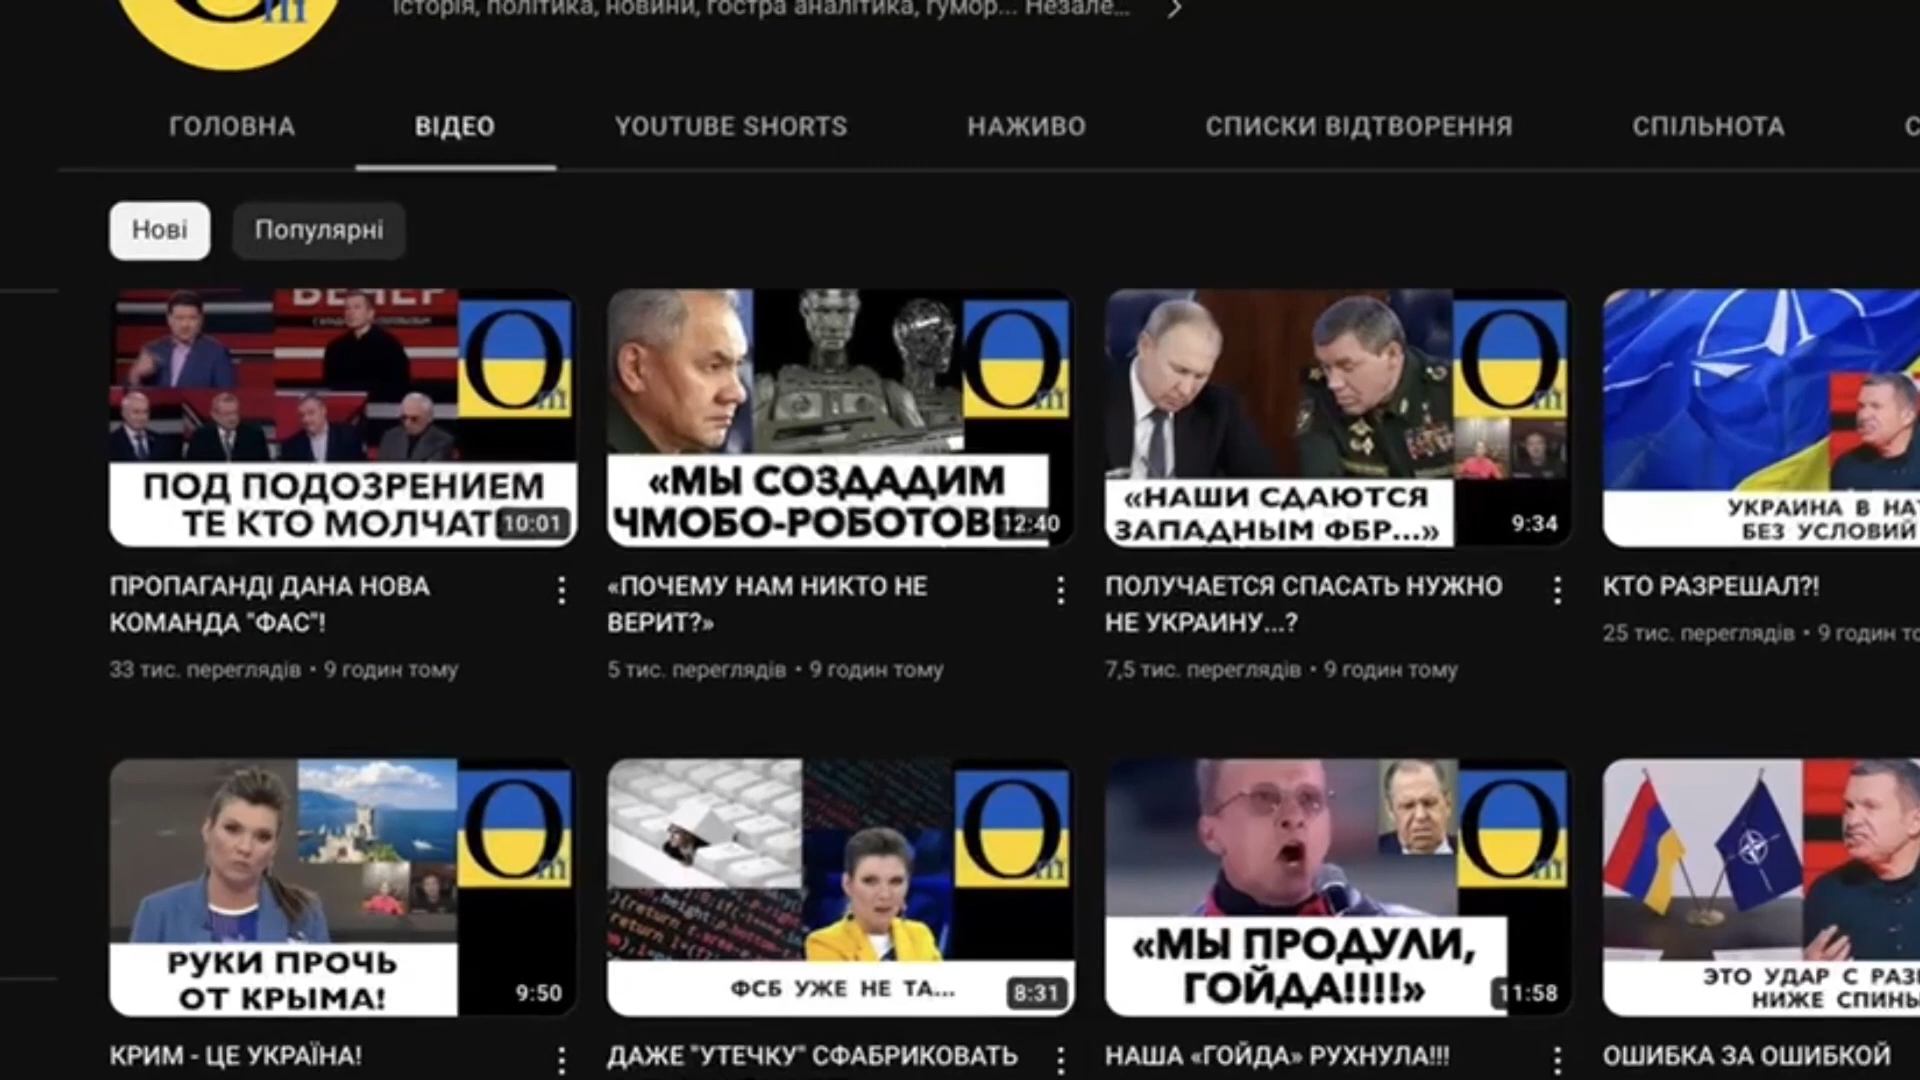 Історія, політика, новини, гостра аналітика, гумор... Незале...
ГОЛОВНА
ВІДЕО
YOUTUBE SHORTS
НАЖИВО
СПИСКИ ВІДТВОРЕННЯ
СПІЛЬНОТА
С
Нові
Популярні
ВЕЧЕР
ПОД ПОДОЗРЕНИЕМ
ТЕ КТО МОЛЧАТ
10:01
«МЫ СОЗДАДИМ
ЧМОБО-РОБОТОВ!
12:40
«НАШИ СДАЮТСЯ
ЗАПАДНЫМ ФБР...»
9:34
УКРАИНА В НА
БЕЗ УСЛОВИЙ
ПРОПАГАНДІ ДАНА НОВА
КОМАНДА "ФАС"!
33 тис. переглядів • 9 годин тому
«ПОЧЕМУ НАМ НИКТО НЕ
ВЕРИТ?»
5 тис. переглядів • 9 годин тому
ПОЛУЧАЕТСЯ СПАСАТЬ НУЖНО
НЕ УКРАИНУ...?
7,5 тис. переглядів • 9 годин тому
КТО РАЗРЕШАЛ?!
25 тис. переглядів • 9 годин то
РУКИ ПРОЧЬ
ОТ КРЫМА!
9:50
ФСБ УЖЕ НЕ ТА...
8:31
«МЫ ПРОДУЛИ,
ГОЙДА!!!!»
11:58
ЭТО УДАР С РАЗ
НИЖЕ СПИНЫ
КРИМ - ЦЕ УКРАЇНА!
ДАЖЕ "УТЕЧКУ" СФАБРИКОВАТЬ
НАША «ГОЙДА» РУХНУЛА!!!
ОШИБКА ЗА ОШИБКОЙ